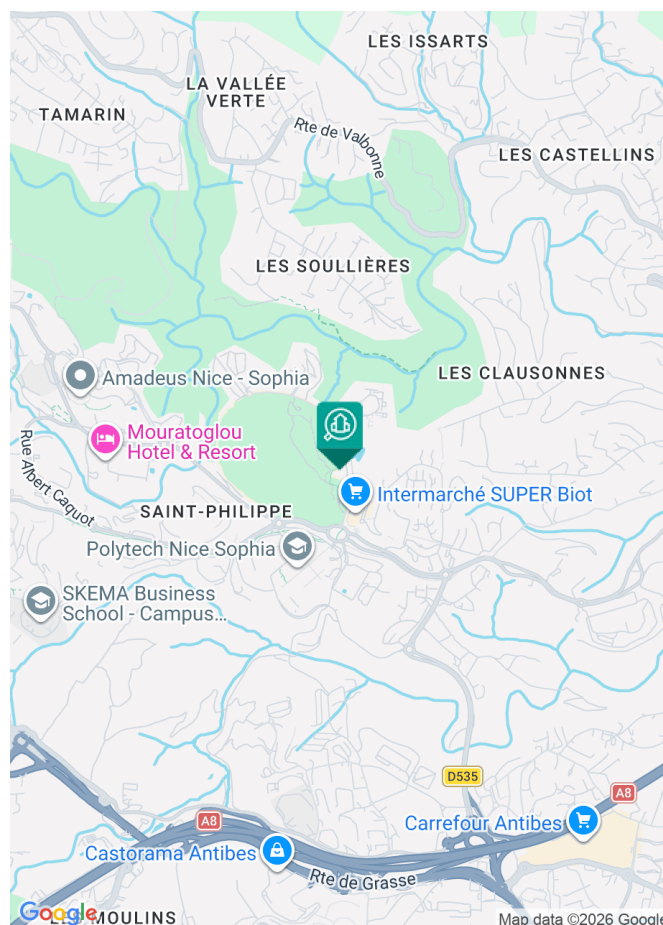 LES ISSARTS
LA VALLÉE
VERTE
TAMARIN
Rte de Valbonne
LES CASTELLINS
LES SOULLIÈRES
LES CLAUSONNES
Amadeus Nice - Sophia
Mouratoglou
Hotel & Resort
Rue Albert Caquot
Intermarché SUPER Biot
SAINT-PHILIPPE
Polytech Nice Sophia
SKEMA Business
School - Campus...
D535
A8
A8
Carrefour Antibes
Castorama Antibes
Rte de Grasse
Google
MOULINS
Map data ©2026 Google